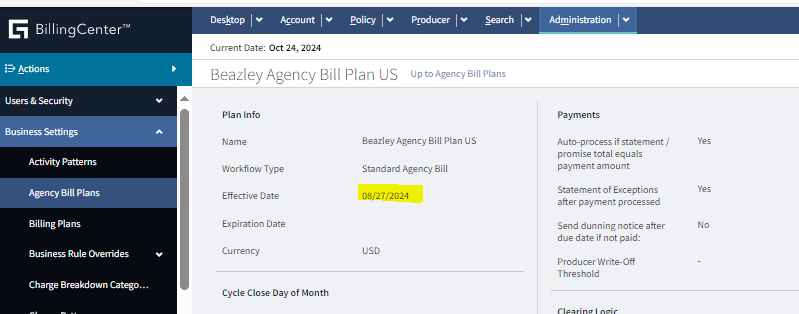 BillingCenter™
Desktop Account Policy Producer Search Administration
Current Date: Oct 24, 2024
Actions
Beazley Agency Bill Plan US Up to Agency Bill Plans
Users & Security
Business Settings
Activity Patterns
Agency Bill Plans
Billing Plans
Business Rule Overrides
Charge Breakdown Catego...
Plan Info
Name Beazley Agency Bill Plan US
Workflow Type Standard Agency Bill
Effective Date 08/27/2024
Expiration Date
Currency USD
Cycle Close Day of Month
Payments
Auto-process if statement / Yes
promise total equals
payment amount
Statement of Exceptions Yes
after payment processed
Send dunning notice after No
due date if not paid:
Producer Write-Off -
Threshold
Clearing Logic